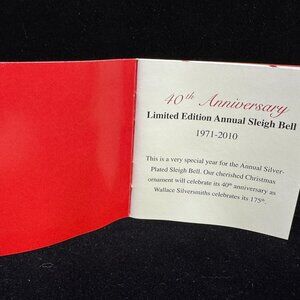 40th Anniversary
Limited Edition Annual Sleigh Bell
1971-2010
This is a very special year for the Annual Silver-
Plated Sleigh Bell. Our cherished Christmas
ornament will celebrate its 40th anniversary as
Wallace Silversmiths celebrates its 175th.